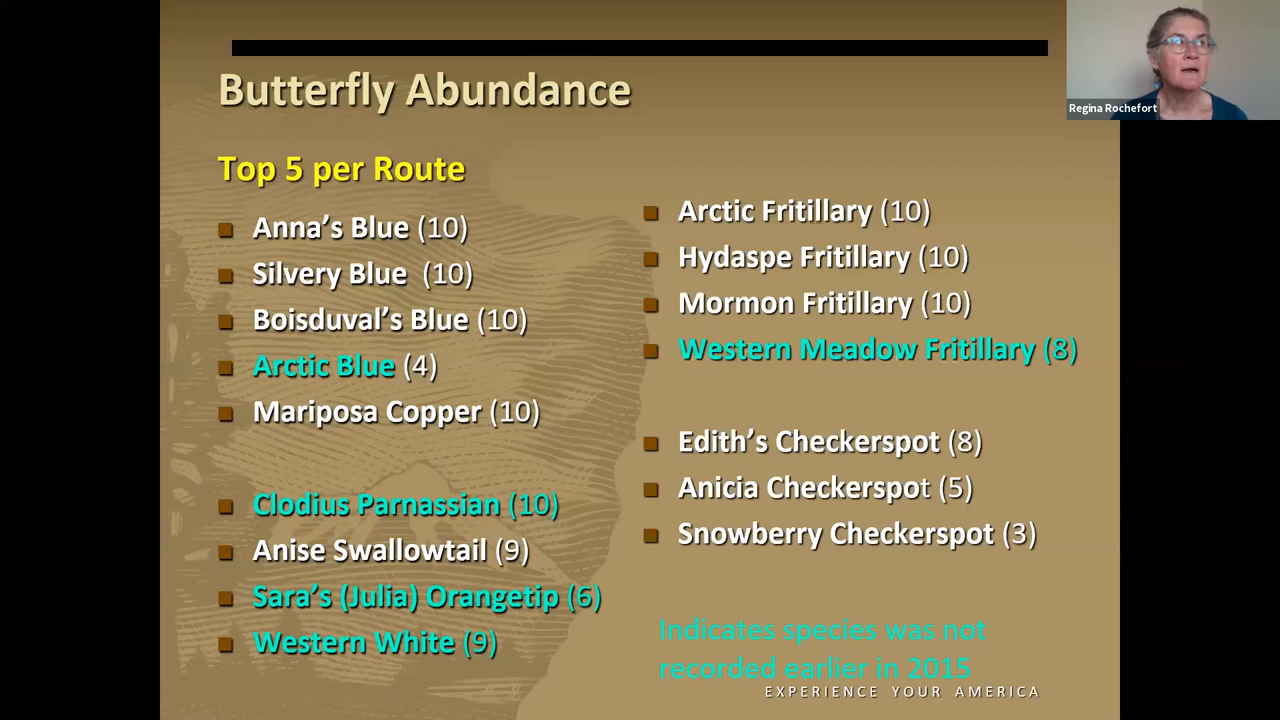 Butterfly Abundance
Top 5 per Route
Anna's Blue (10)
Silvery Blue (10)
Boisduval's Blue (10)
Arctic Blue (4)
Mariposa Copper (10)
Clodius Parnassian (10)
Anise Swallowtail (9)
Sara's (Julia) Orangetip (6)
Western White (9)
Arctic Fritillary (10)
Hydaspe Fritillary (10)
Mormon Fritillary (10)
Western Meadow Fritillary (8)
Edith's Checkerspot (8)
Anicia Checkerspot (5)
Snowberry Checkerspot (3)
Indicates species was not
recorded earlier in 2015
EXPERIENCE YOUR AMERICA
Regina Rochefort